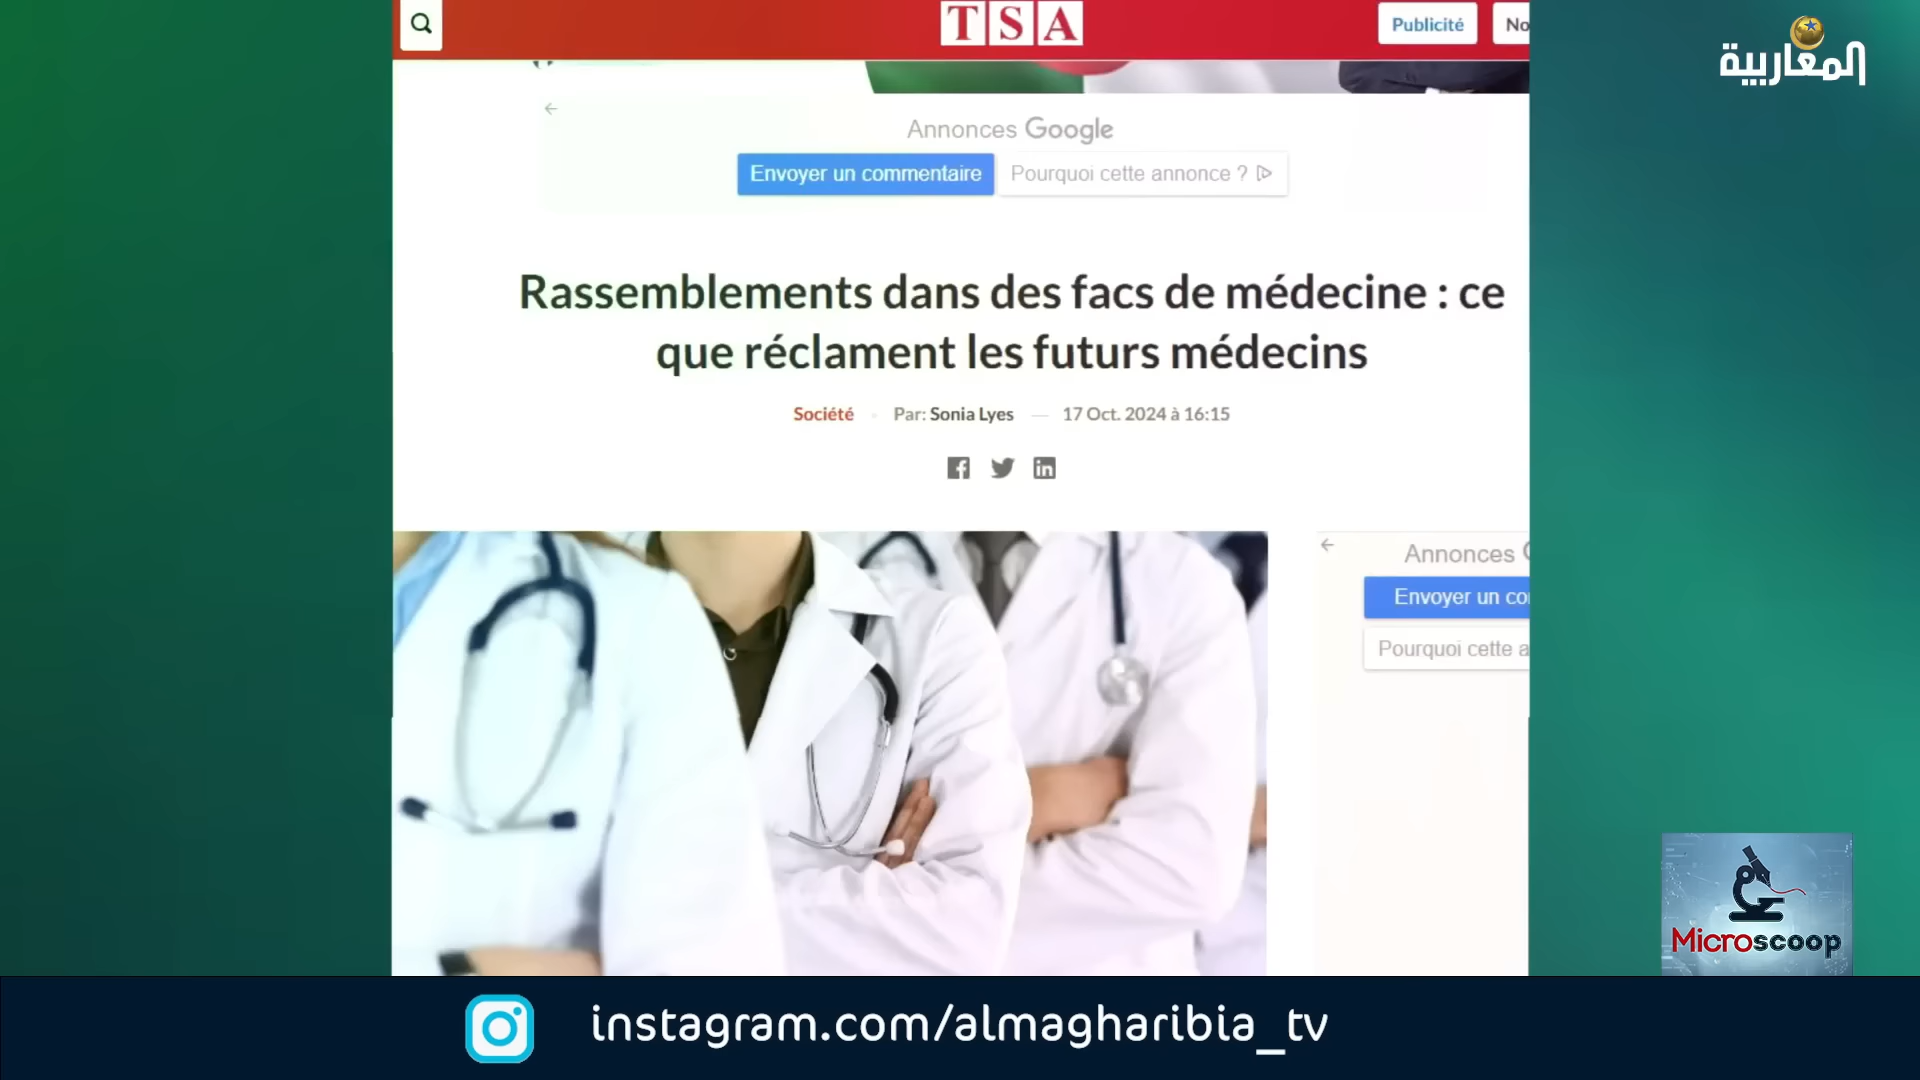 TSA
Publicité
No
المغاربية
Annonces Google
Envoyer un commentaire
Pourquoi cette annonce ?
Rassemblements dans des facs de médecine : ce
que réclament les futurs médecins
Société
Par: Sonia Lyes — 17 Oct. 2024 à 16:15
Annonces G
Envoyer un co
Pourquoi cette a
Microscoop
instagram.com/almagharibia_tv